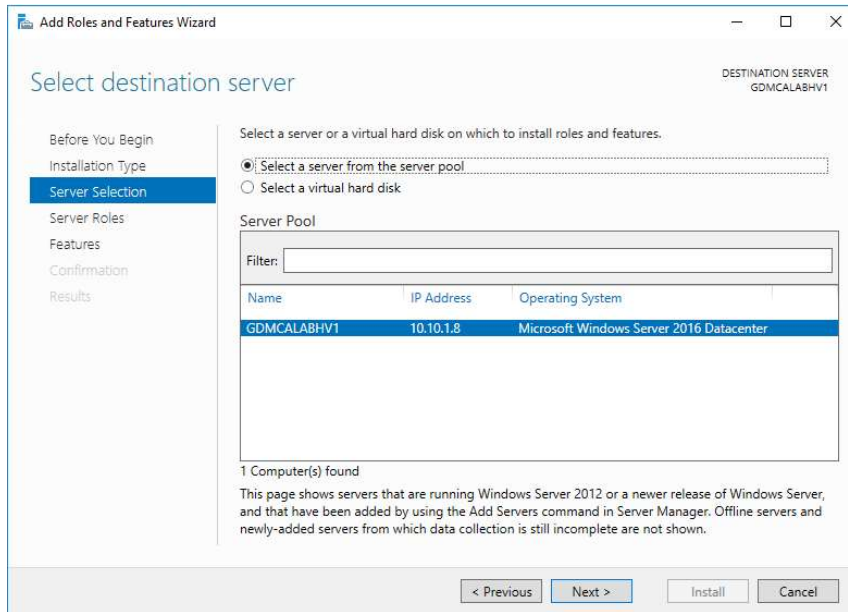 Add Roles and Features Wizard
Select destination server
DESTINATION SERVER
GDMCALABHV1
Before You Begin
Installation Type
Server Selection
Server Roles
Features
Confirmation
Results
Select a server or a virtual hard disk on which to install roles and features.
Select a server from the server pool
Select a virtual hard disk
Server Pool
Filter:
Name IP Address Operating System
GDMCALABHV1 10.10.1.8 Microsoft Windows Server 2016 Datacenter
1 Computer(s) found
This page shows servers that are running Windows Server 2012 or a newer release of Windows Server,
and that have been added by using the Add Servers command in Server Manager. Offline servers and
newly-added servers from which data collection is still incomplete are not shown.
< Previous Next > Install Cancel